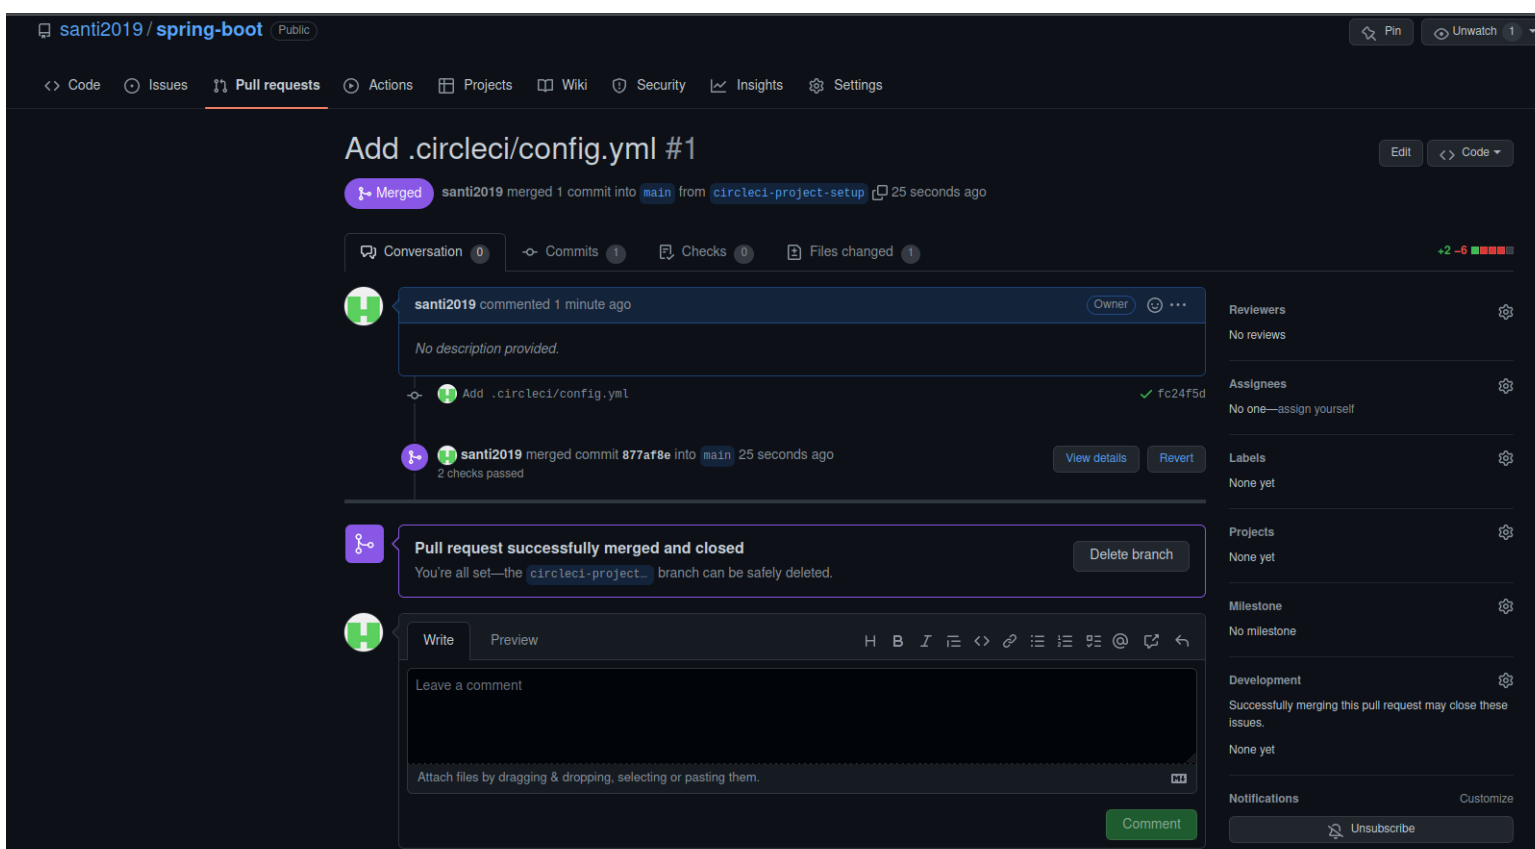 santi2019 / spring-boot Public
Pin Unwatch 1
Code Issues Pull requests Actions Projects Wiki Security Insights Settings
Add .circleci/config.yml #1
Edit Code
Merged santi2019 merged 1 commit into main from circleci-project-setup 25 seconds ago
Conversation 0 Commits 1 Checks 0 Files changed 1
+2 −6
santi2019 commented 1 minute ago Owner
No description provided.
Add .circleci/config.yml fc24f5d
santi2019 merged commit 877af8e into main 25 seconds ago
2 checks passed
View details Revert
Pull request successfully merged and closed
You're all set—the circleci-project… branch can be safely deleted.
Delete branch
Write Preview
H B I
Leave a comment
Attach files by dragging & dropping, selecting or pasting them.
Comment
Reviewers
No reviews
Assignees
No one—assign yourself
Labels
None yet
Projects
None yet
Milestone
No milestone
Development
Successfully merging this pull request may close these
issues.
None yet
Notifications Customize
Unsubscribe